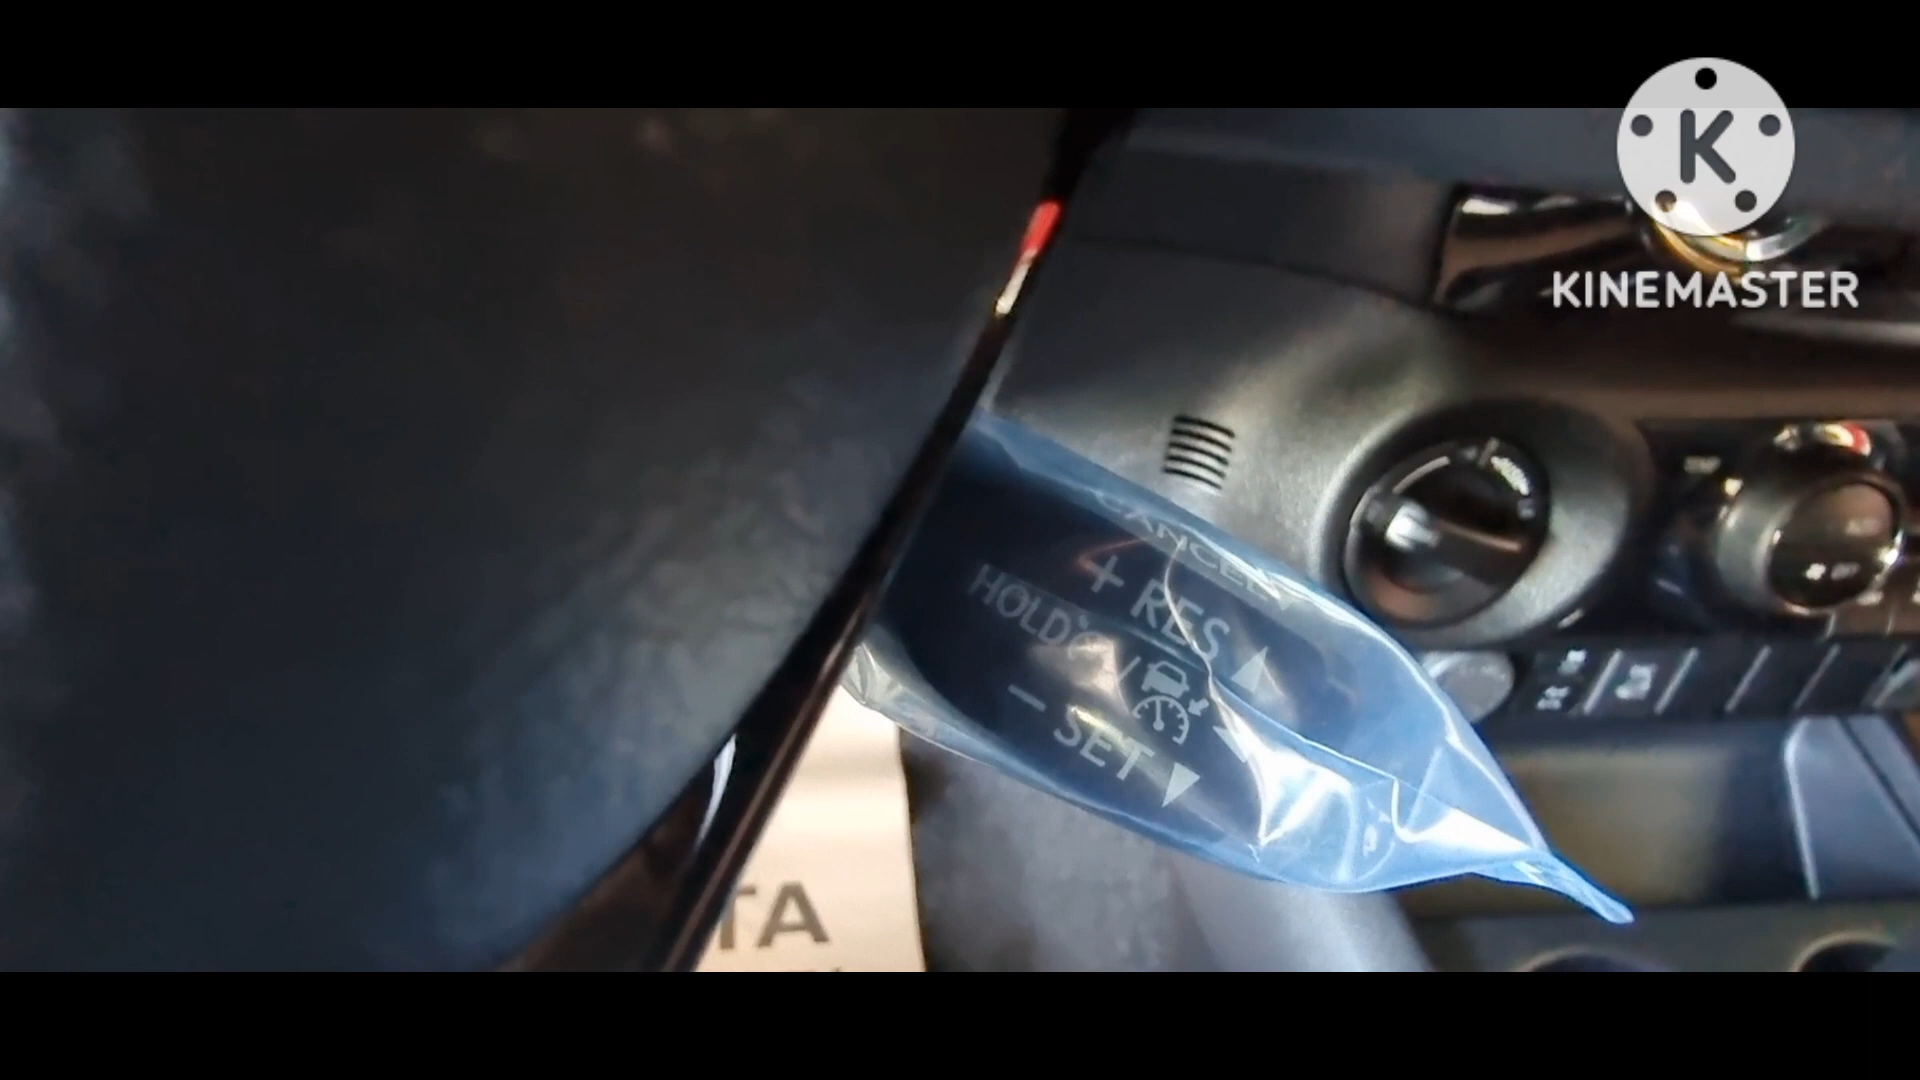 K
KINEMASTER
CANCEL
+ RES
HOLD
/
- SET
TA